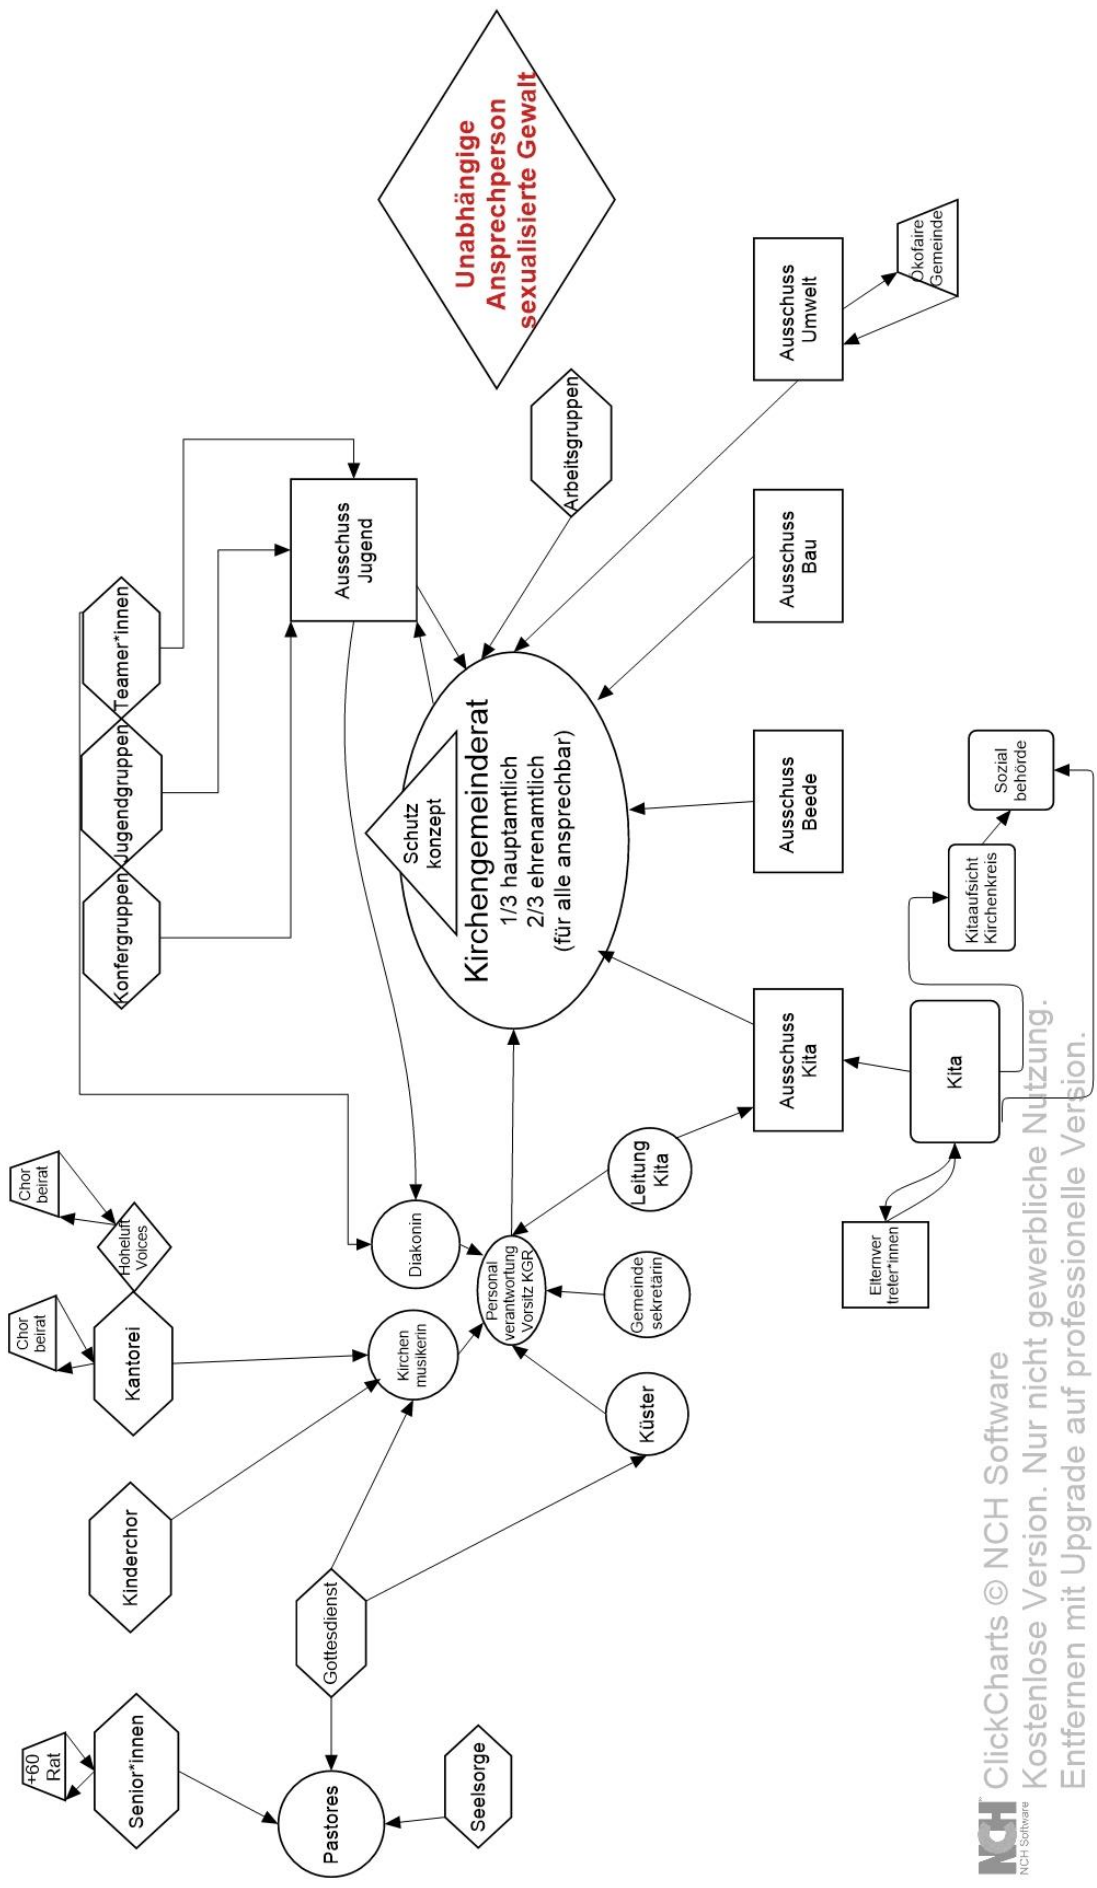 +60
Rat
Senior*innen
Pastores
Seelsorge
Gottesdienst
Kinderchor
Chor
beirat
Kantorei
Chor
beirat
Hoheluft
Voices
Kirchen
musikerin
Diakonin
Personal
verantwortung
Vorsitz KGR
Küster
Gemeinde
sekretärin
Leitung
Kita
Konfergruppen
Jugendgruppen
Teamer*innen
Ausschuss
Jugend
Schutz
konzept
Kirchengemeinderat
1/3 hauptamtlich
2/3 ehrenamtlich
(für alle ansprechbar)
Arbeitsgruppen
Unabhängige
Ansprechperson
sexualisierte Gewalt
Ausschuss
Kita
Ausschuss
Beede
Ausschuss
Bau
Ausschuss
Umwelt
Ökofaire
Gemeinde
Elternver
treter*innen
Kita
Kitaaufsicht
Kirchenkreis
Sozial
behörde
NCH
NCH Software
ClickCharts © NCH Software
Kostenlose Version. Nur nicht gewerbliche Nutzung.
Entfernen mit Upgrade auf professionelle Version.